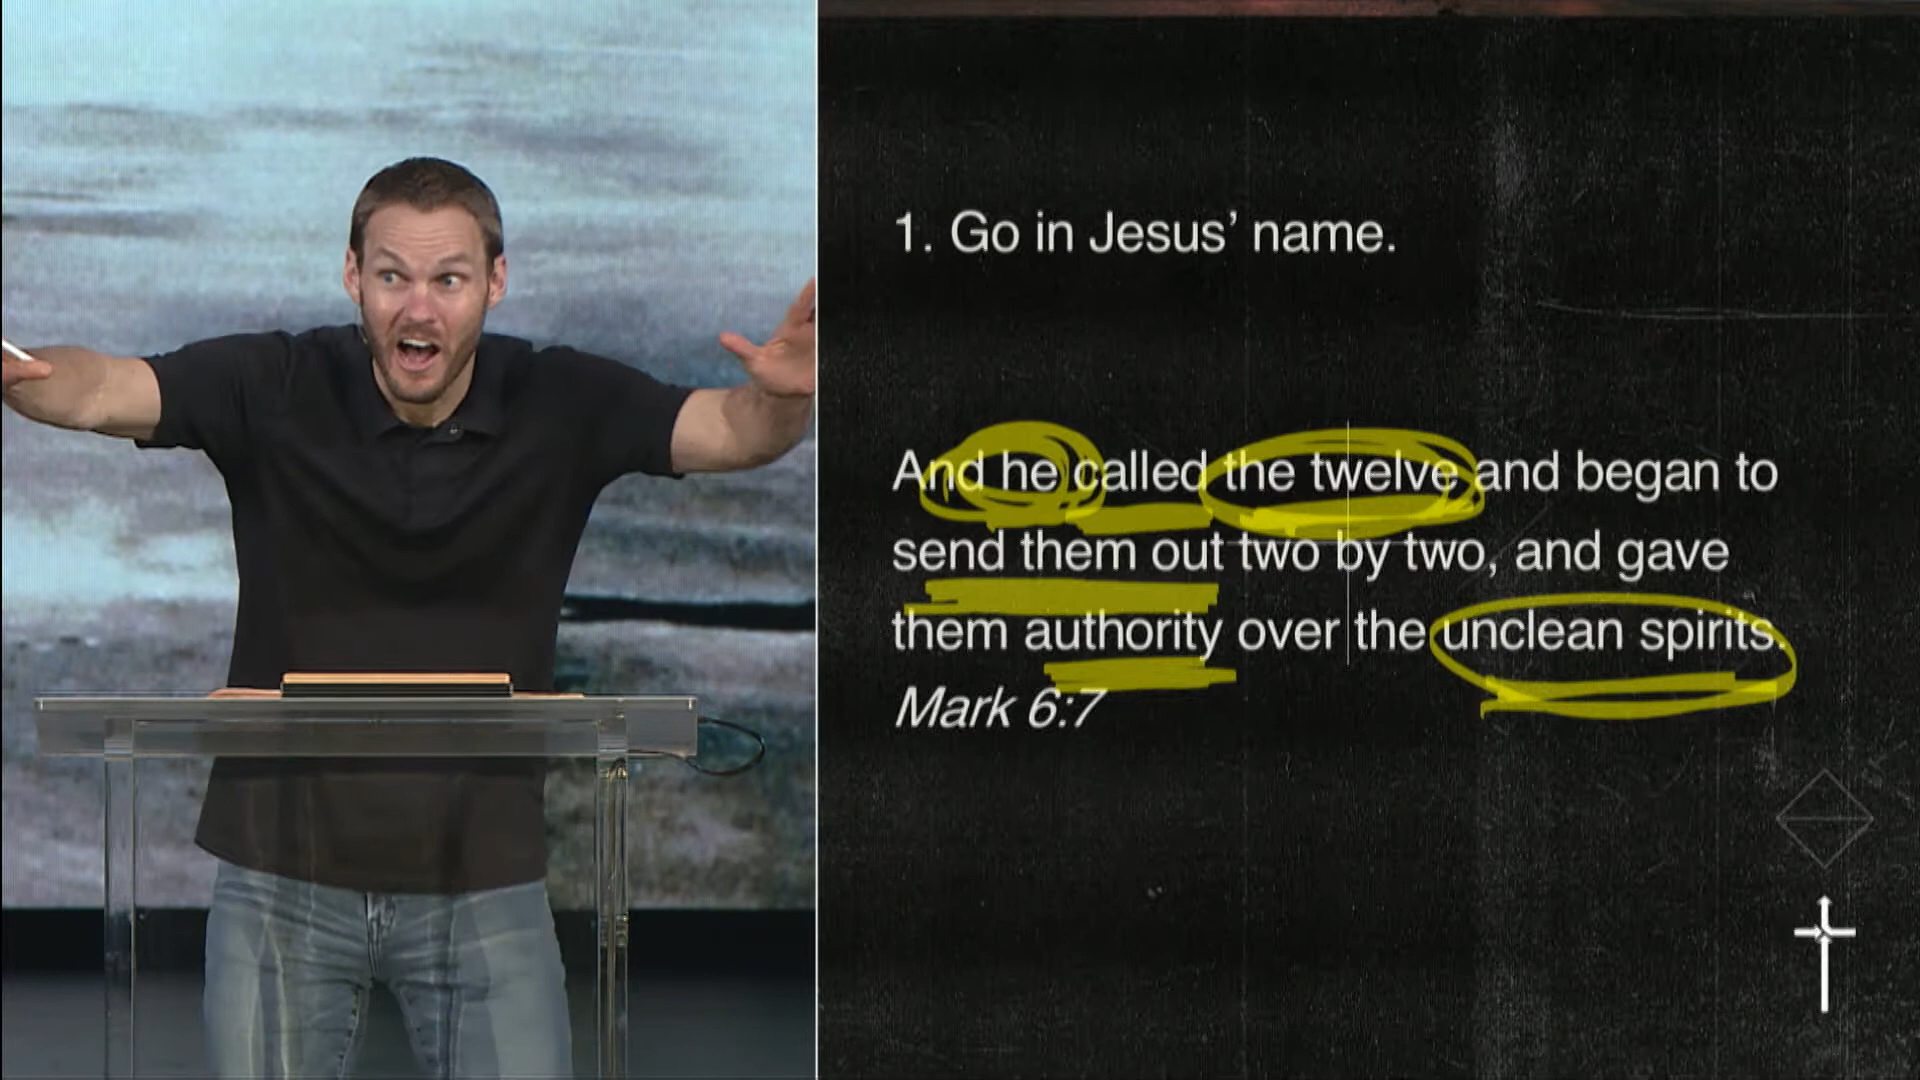 1. Go in Jesus’ name.
And he called the twelve and began to
send them out two by two, and gave
them authority over the unclean spirits.
Mark 6:7